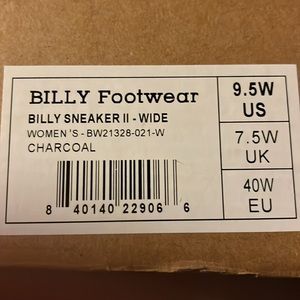 BILLY Footwear
BILLY SNEAKER II - WIDE
WOMEN'S - BW21328-021-W
CHARCOAL
8 40140 22906 6
9.5W
US
7.5W
UK
40W
EU